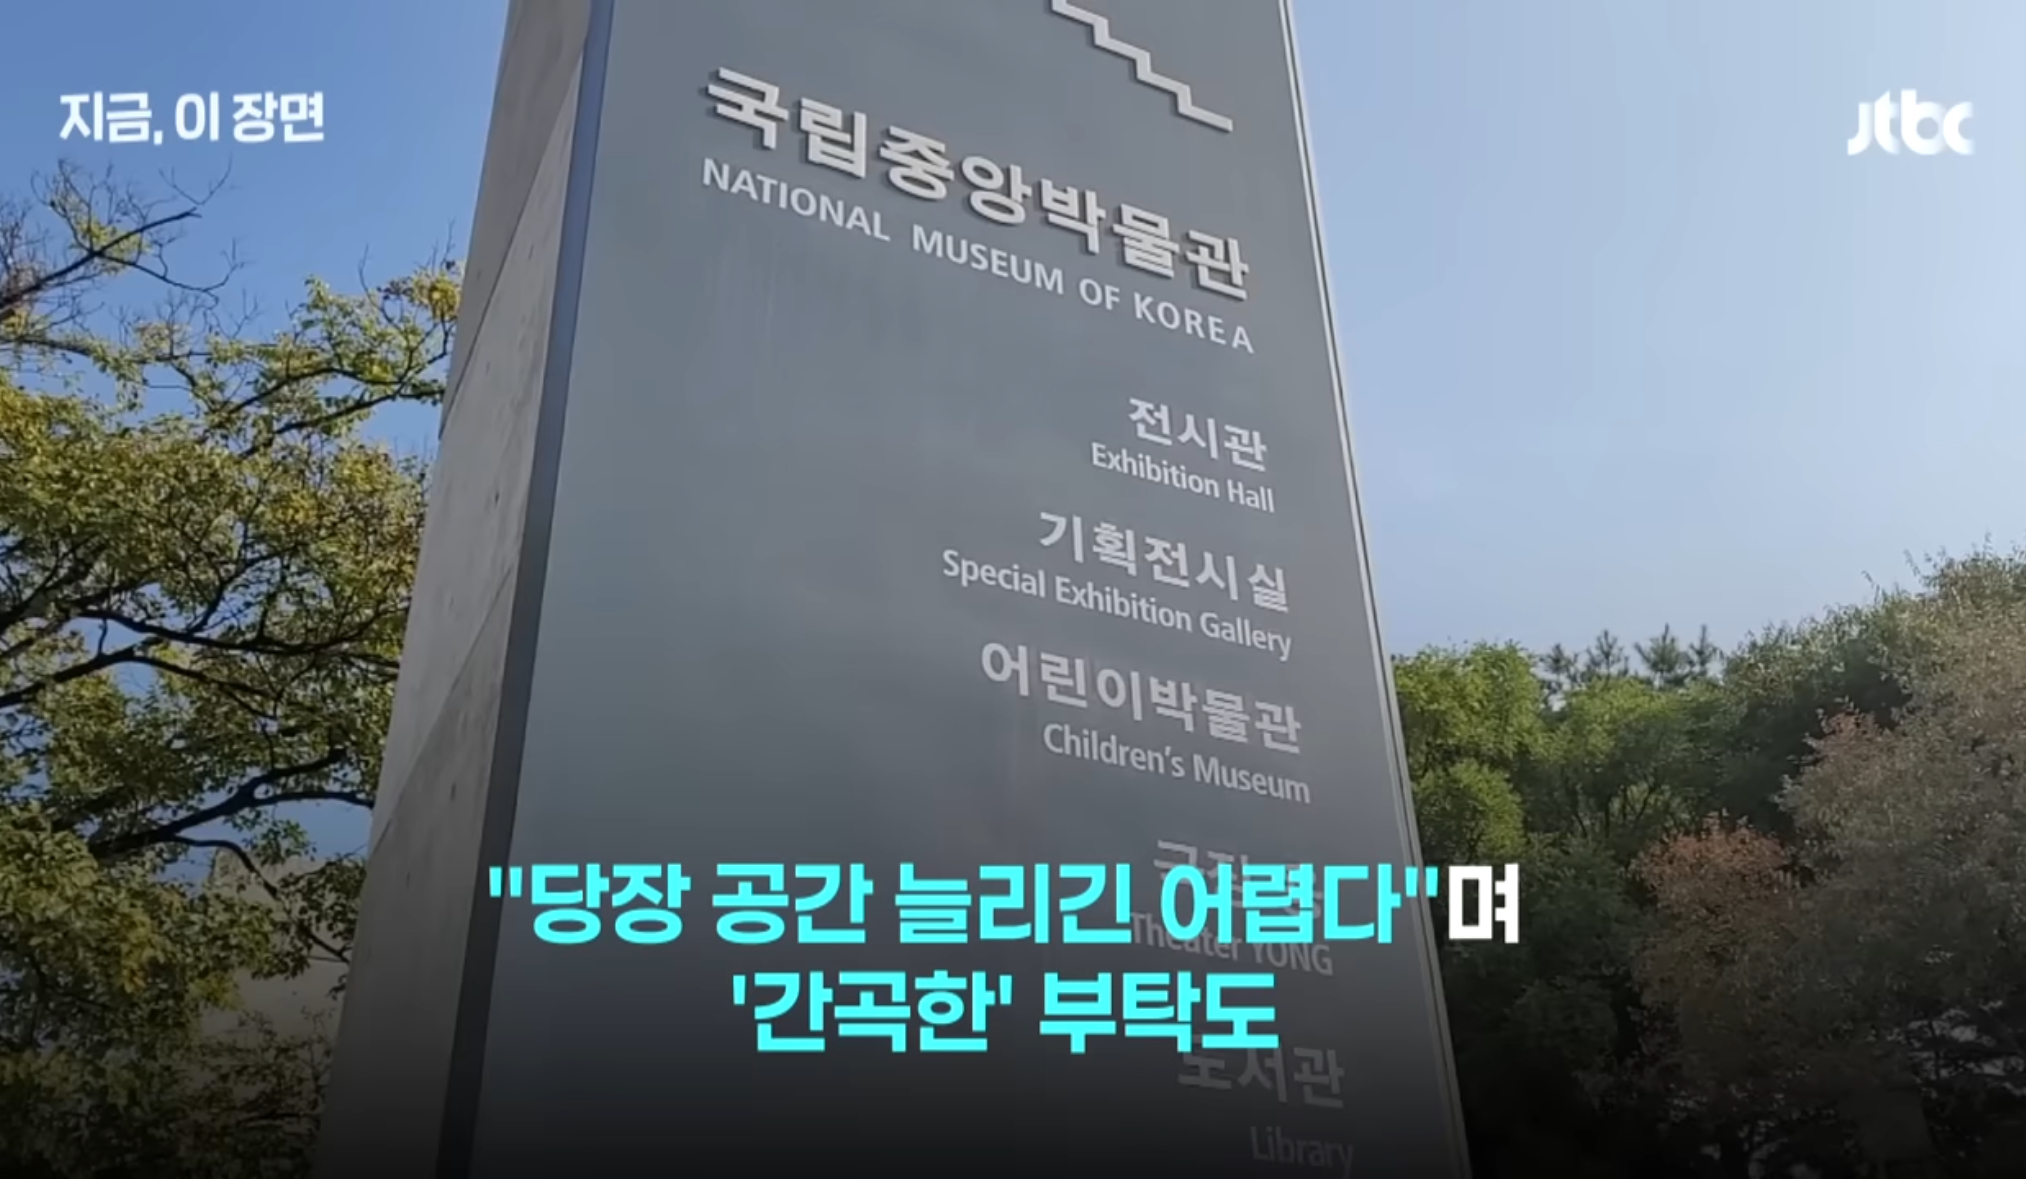 지금, 이 장면
jtbc
국립중앙박물관
NATIONAL MUSEUM OF KOREA
전시관
Exhibition Hall
기획전시실
Special Exhibition Gallery
어린이박물관
Children's Museum
"당장 공간 늘리긴 어렵다"며
Theater YONG
'간곡한' 부탁도
도서관
Library